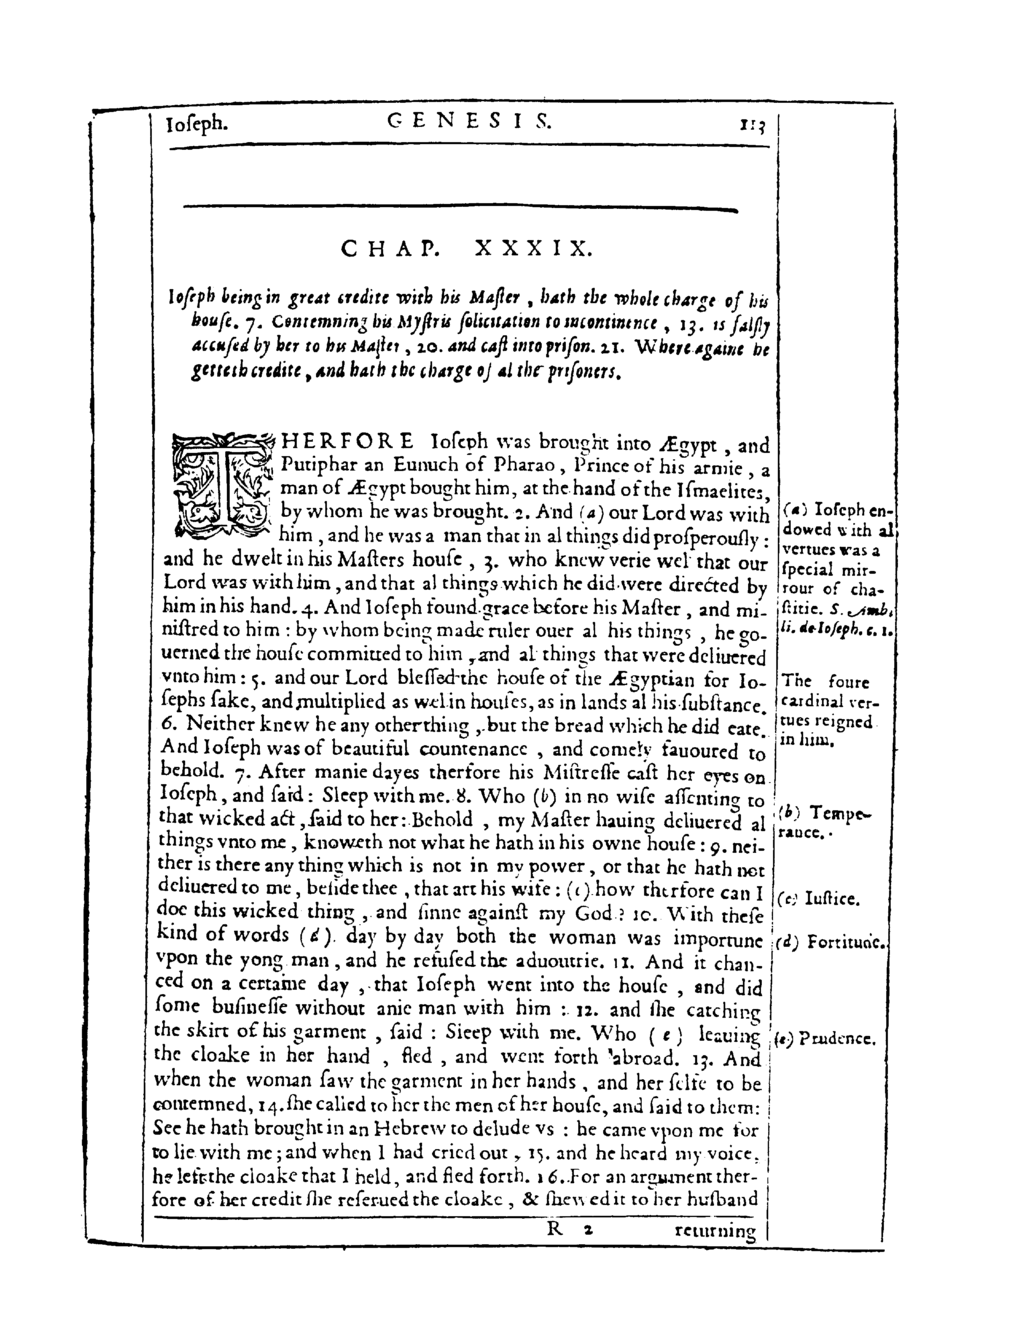 Ioſeph. GENESIS. 113
CHAP. XXXIX.
Ioſeph being in great credite with his Maſter , hath the whole charge of his
houſe. 7. Contemning his Myſtris ſolicitation to incontinence , 13. is falſly
accuſed by her to his Maſter , 20. and caſt into priſon. 21. Where againe he
getteth credite , and hath the charge of al the priſoners.
THERFORE Ioſeph was brought into Ægypt , and
Putiphar an Eunuch of Pharao , Prince of his armie , a
man of Ægypt bought him, at the hand of the Iſmaelites,
by whom he was brought. 2. And (a) our Lord was with
him , and he was a man that in al things did proſperouſly :
and he dwelt in his Maſters houſe , 3. who knew verie wel that our
Lord was with him , and that al things which he did were directed by
him in his hand. 4. And Ioſeph found grace before his Maſter , and mi-
niſtred to him : by whom being made ruler ouer al his things , he go-
uerned the houſe committed to him , and al things that were deliuered
vnto him : 5. and our Lord bleſſed the houſe of the Ægyptian for Io-
ſephs ſake, and multiplied as wel in houſes, as in lands al his ſubſtance.
6. Neither knew he any other thing , but the bread which he did eate.
And Ioſeph was of beautiful countenance , and comely fauoured to
behold. 7. After manie dayes therfore his Miſtreſſe caſt her eyes on
Ioſeph , and ſaid : Sleep with me. 8. Who (b) in no wiſe aſſenting to
that wicked act , ſaid to her : Behold , my Maſter hauing deliuered al
things vnto me , knoweth not what he hath in his owne houſe : 9. nei-
ther is there any thing which is not in my power , or that he hath not
deliuered to me , beſide thee , that art his wife : (c) how therfore can I
doe this wicked thing , and ſinne againſt my God ? 10. With theſe
kind of words (d) day by day both the woman was importune
vpon the yong man , and he refuſed the aduoutrie. 11. And it chan-
ced on a certaine day , that Ioſeph went into the houſe , and did
ſome buſineſſe without anie man with him : 12. and ſhe catching
the skirt of his garment , ſaid : Sleep with me. Who (e) leauing
the cloake in her hand , fled , and went forth abroad. 13. And
when the woman ſaw the garment in her hands , and her ſelfe to be
contemned, 14. ſhe called to her the men of her houſe, and ſaid to them:
See he hath brought in an Hebrew to delude vs : he came vpon me for
to lie with me ; and when I had cried out , 15. and he heard my voice,
he left the cloake that I held, and fled forth. 16. For an argument ther-
fore of her credit ſhe reſerued the cloake , & ſhewed it to her huſband
R 2 returning
(a) Ioſeph en-
dowed with al
vertues was a
ſpecial mir-
rour of cha-
ſtitie. S. Amb.
li. de Ioſeph. c. 1.
The foure
cardinal ver-
tues reigned
in him.
(b) Tempe-
rance.
(c) Iuſtice.
(d) Fortitude.
(e) Prudence.